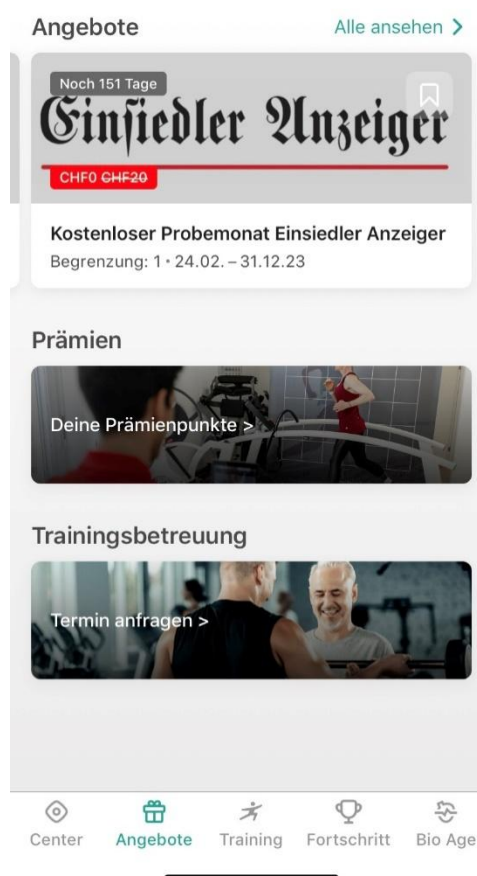 Angebote
Alle ansehen >
Noch 151 Tage
Einsiedler Anzeiger
CHF0 CHF20
Kostenloser Probemonat Einsiedler Anzeiger
Begrenzung: 1 • 24.02. – 31.12.23
Prämien
Deine Prämienpunkte >
Trainingsbetreuung
Termin anfragen >
Center
Angebote
Training
Fortschritt
Bio Age